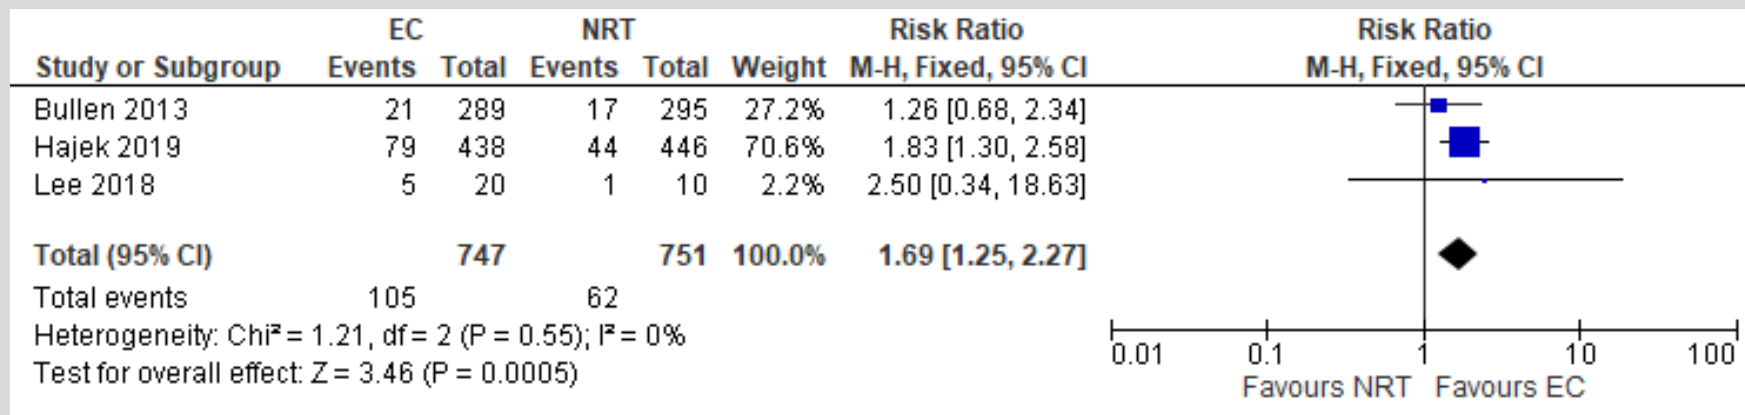 EC NRT Risk Ratio Risk Ratio
Study or Subgroup Events Total Events Total Weight M-H, Fixed, 95% CI M-H, Fixed, 95% CI
Bullen 2013 21 289 17 295 27.2% 1.26 [0.68, 2.34]
Hajek 2019 79 438 44 446 70.6% 1.83 [1.30, 2.58]
Lee 2018 5 20 1 10 2.2% 2.50 [0.34, 18.63]
Total (95% CI) 747 751 100.0% 1.69 [1.25, 2.27]
Total events 105 62
Heterogeneity: Chi² = 1.21, df = 2 (P = 0.55); I² = 0%
Test for overall effect: Z = 3.46 (P = 0.0005)
0.01 0.1 1 10 100
Favours NRT Favours EC